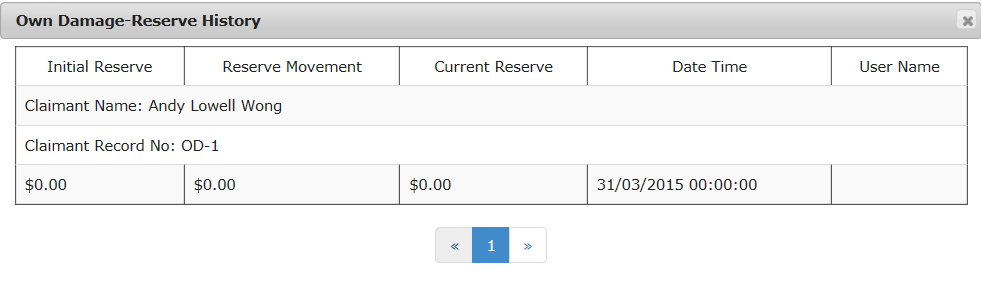 Own Damage-Reserve History
Initial Reserve Reserve Movement Current Reserve Date Time User Name
Claimant Name: Andy Lowell Wong
Claimant Record No: OD-1
$0.00 $0.00 $0.00 31/03/2015 00:00:00
« 1 »